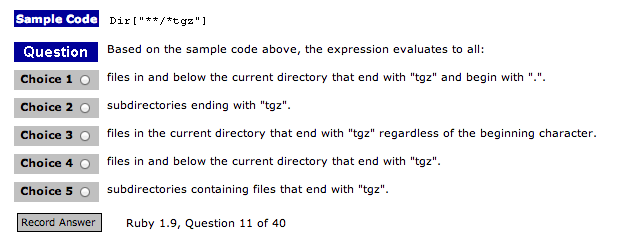 Sample Code Dir["**/*tgz"]
Question Based on the sample code above, the expression evaluates to all:
Choice 1 files in and below the current directory that end with "tgz" and begin with ".".
Choice 2 subdirectories ending with "tgz".
Choice 3 files in the current directory that end with "tgz" regardless of the beginning character.
Choice 4 files in and below the current directory that end with "tgz".
Choice 5 subdirectories containing files that end with "tgz".
Record Answer Ruby 1.9, Question 11 of 40